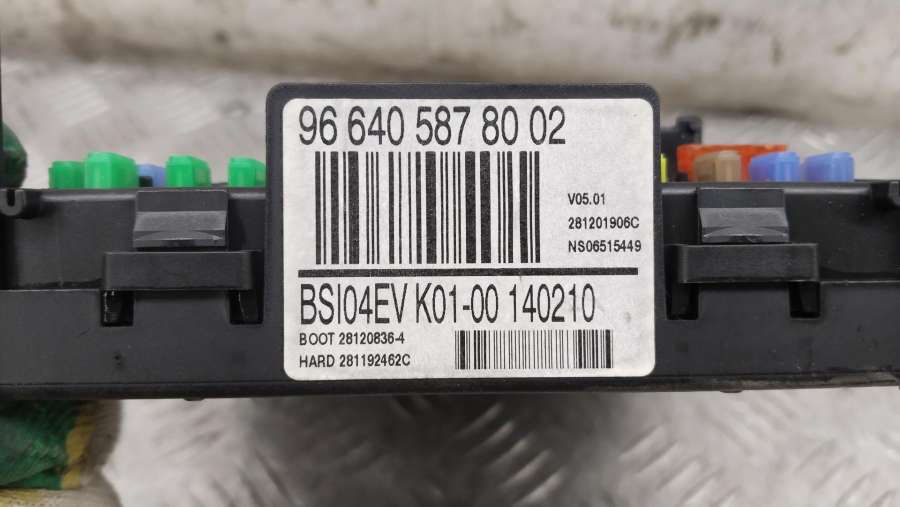 96 640 587 80 02
V05.01
281201906C
NS06515449
BSI04EV K01-00 140210
BOOT 28120836-4
HARD 281192462C